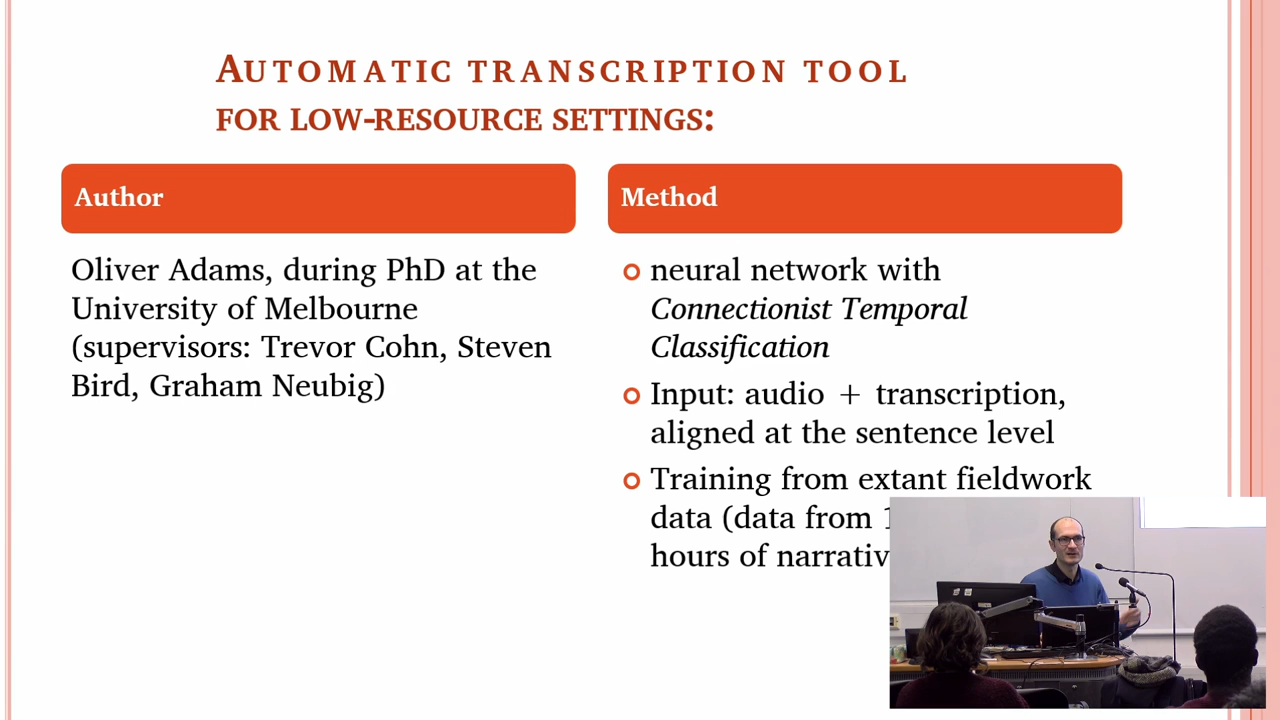 AUTOMATIC TRANSCRIPTION TOOL
FOR LOW-RESOURCE SETTINGS:
Author
Oliver Adams, during PhD at the
University of Melbourne
(supervisors: Trevor Cohn, Steven
Bird, Graham Neubig)
Method
neural network with
Connectionist Temporal
Classification
Input: audio + transcription,
aligned at the sentence level
Training from extant fieldwork
data (data from
hours of